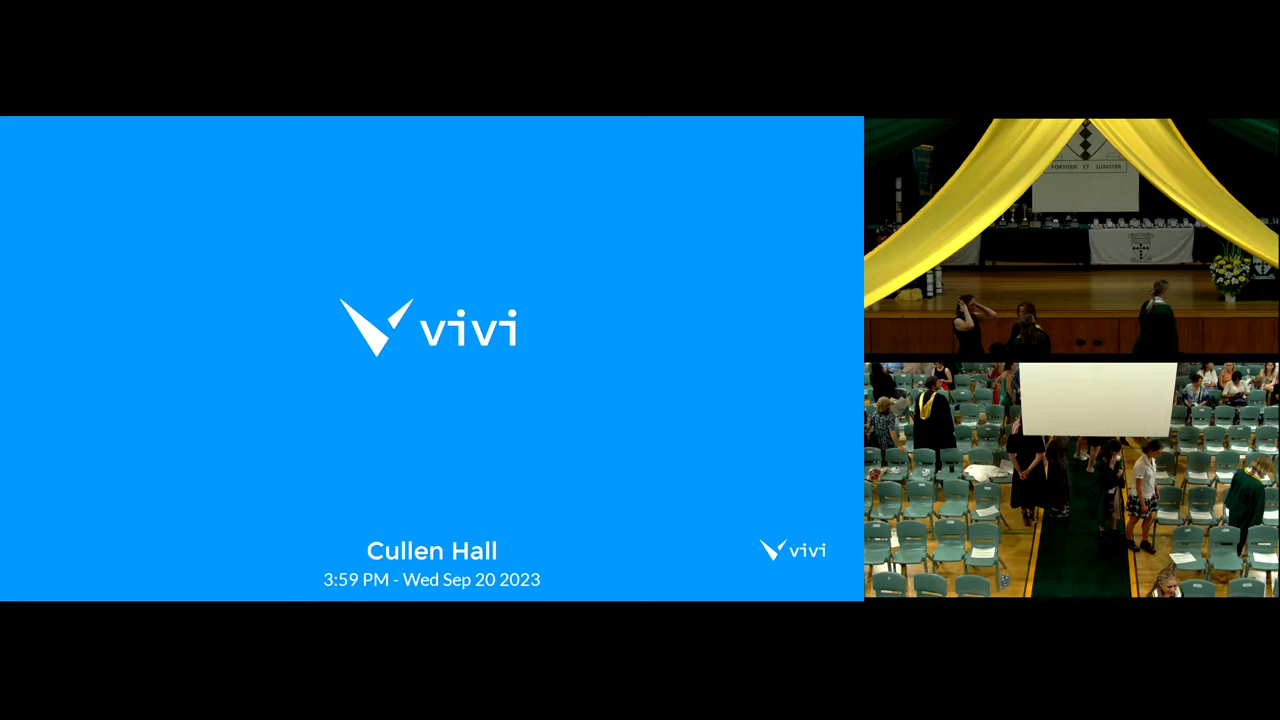 vivi
Cullen Hall
3:59 PM - Wed Sep 20 2023
vivi
FORTITER ET SUAVITER